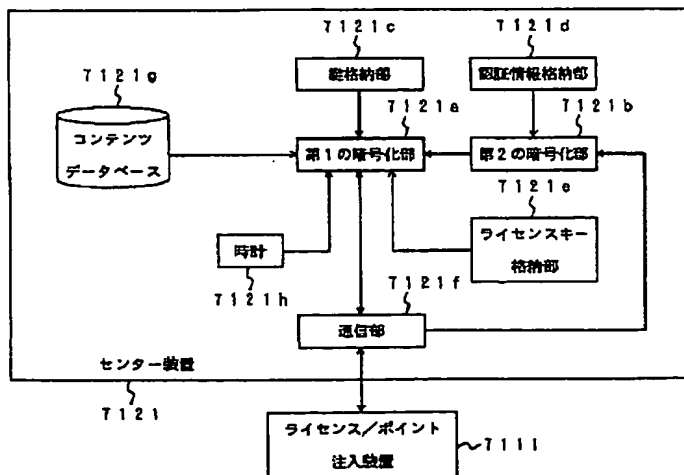 7121c
7121d
7121g
鍵格納部
認証情報格納部
7121a
7121b
コンテンツ
データベース
第1の暗号化部
第2の暗号化部
7121e
時計
ライセンスキー
格納部
7121h
7121f
通信部
センター装置
7121
ライセンス/ポイント
注入装置
7111